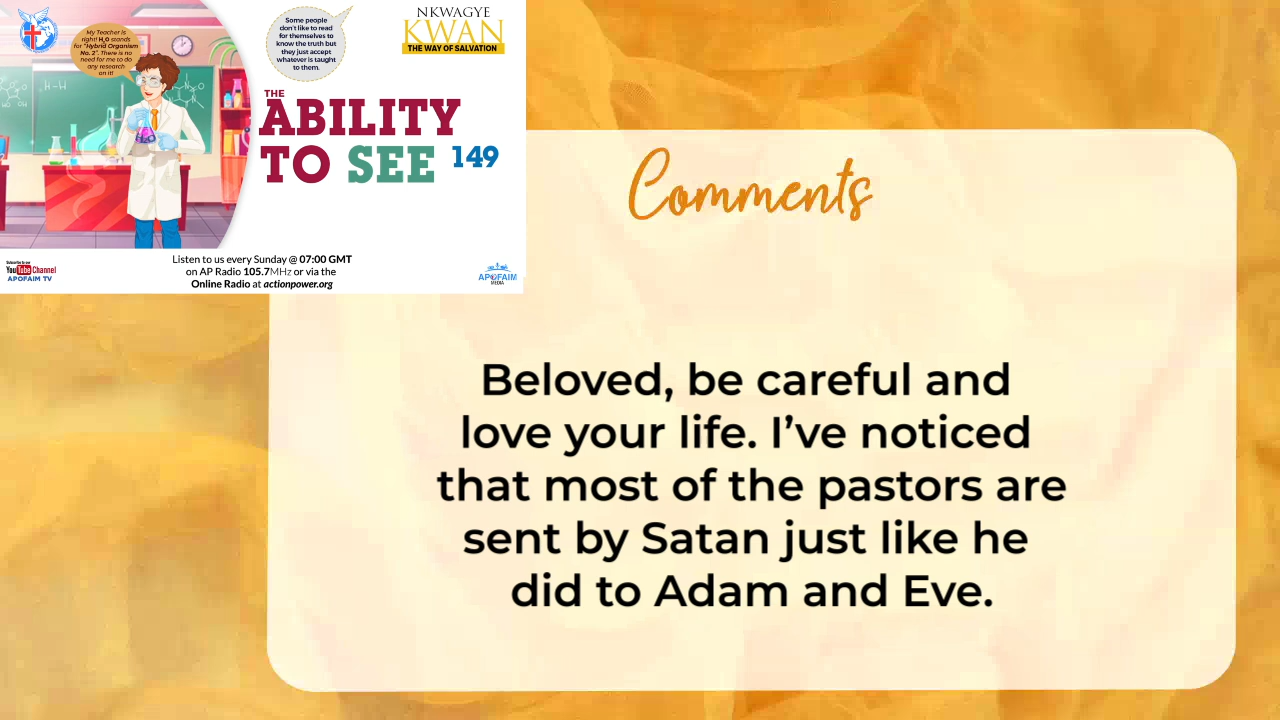 My Teacher is
right! H₂O stands
for "Hybrid Organism
No. 2". There is no
need for me to do
any research
on it!
Some people
don't like to read
for themselves to
know the truth but
they just accept
whatever is taught
to them.
NKWAGYE
KWAN
THE WAY OF SALVATION
THE
ABILITY
TO SEE 149
Listen to us every Sunday @ 07:00 GMT
on AP Radio 105.7MHz or via the
Online Radio at actionpower.org
YouTube Channel
APOFAIM TV
APOFAIM
MEDIA
Comments
Beloved, be careful and
love your life. I've noticed
that most of the pastors are
sent by Satan just like he
did to Adam and Eve.